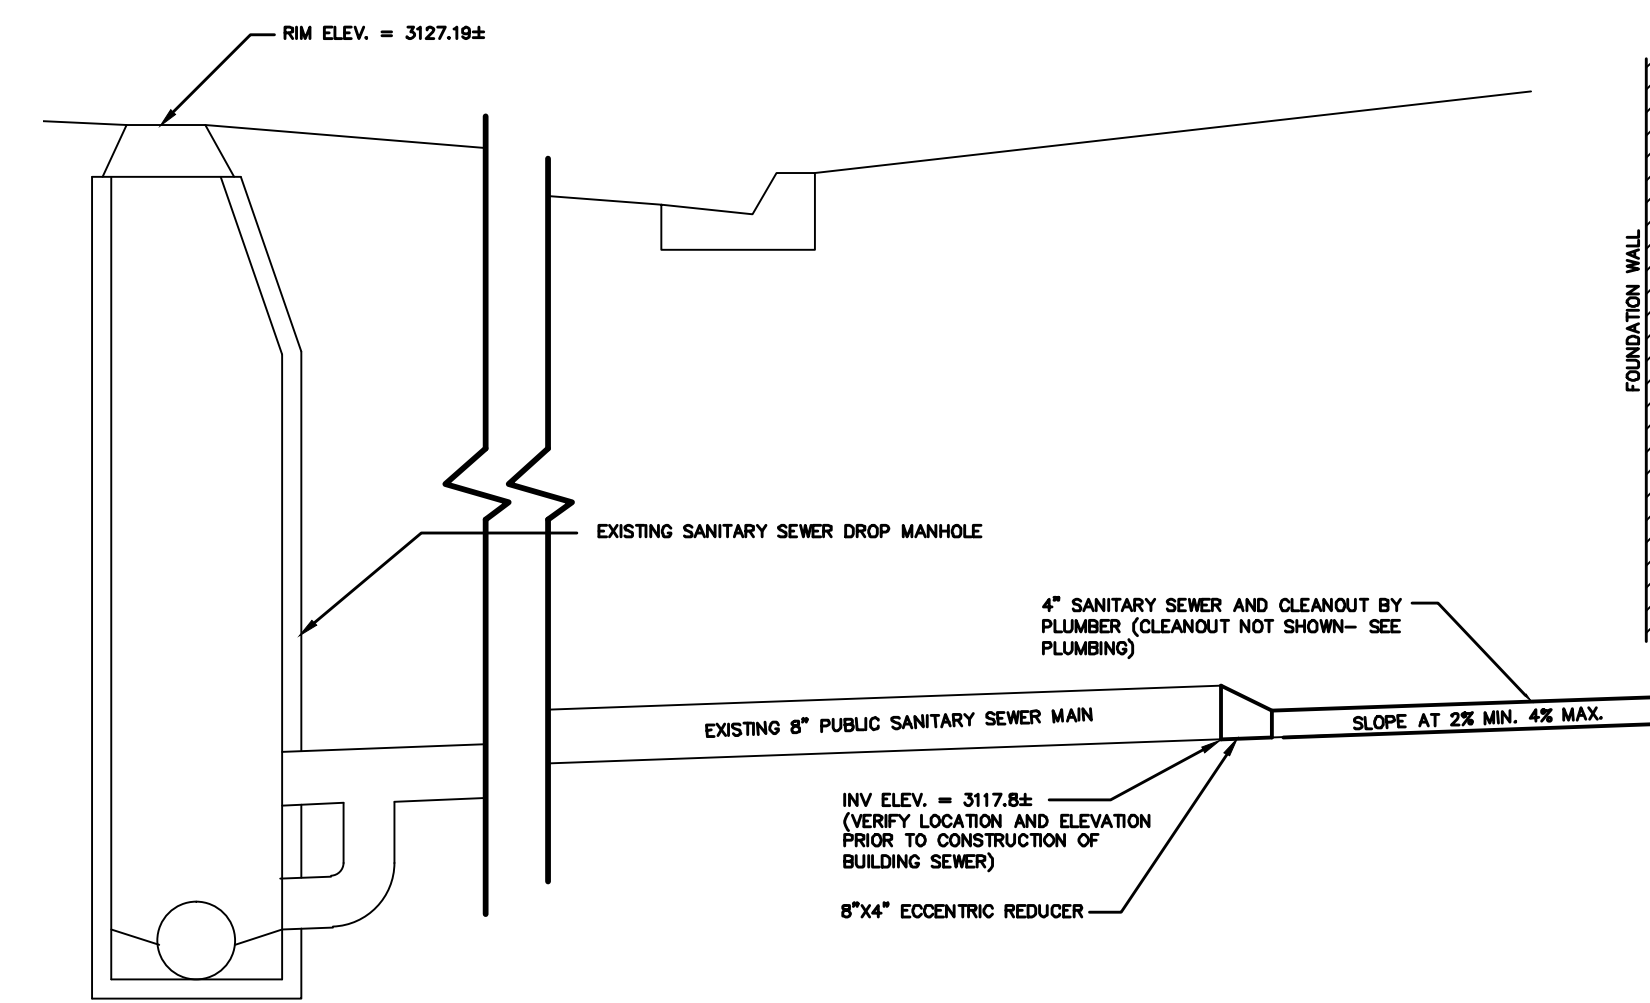 RIM ELEV. = 3127.19±
FOUNDATION WALL
EXISTING SANITARY SEWER DROP MANHOLE
4" SANITARY SEWER AND CLEANOUT BY
PLUMBER (CLEANOUT NOT SHOWN- SEE
PLUMBING)
EXISTING 8" PUBLIC SANITARY SEWER MAIN
SLOPE AT 2% MIN. 4% MAX.
INV ELEV. = 3117.8±
(VERIFY LOCATION AND ELEVATION
PRIOR TO CONSTRUCTION OF
BUILDING SEWER)
8"X4" ECCENTRIC REDUCER